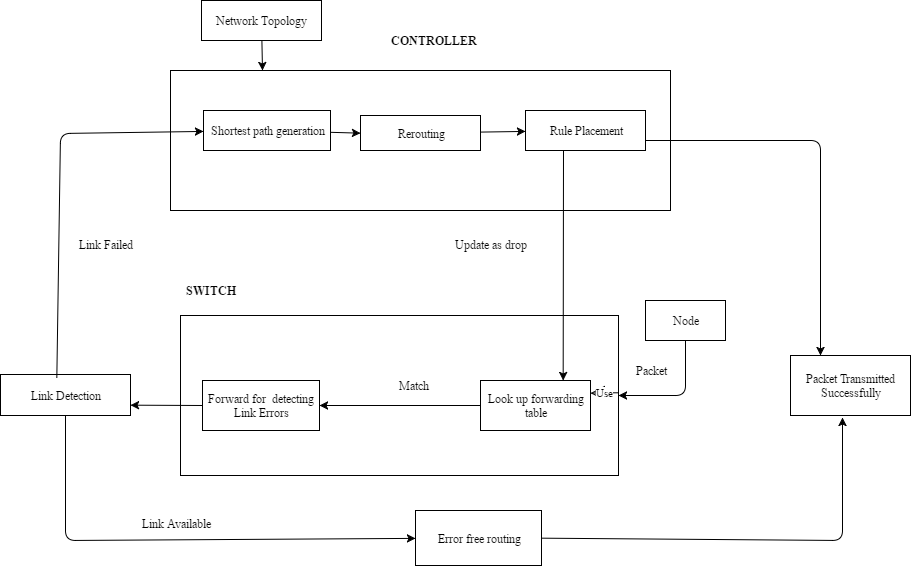 Network Topology
CONTROLLER
Shortest path generation
Rerouting
Rule Placement
Link Failed
Update as drop
SWITCH
Node
Packet
Link Detection
Forward for detecting
Link Errors
Match
Look up forwarding
table
Use
Packet Transmitted
Successfully
Link Available
Error free routing